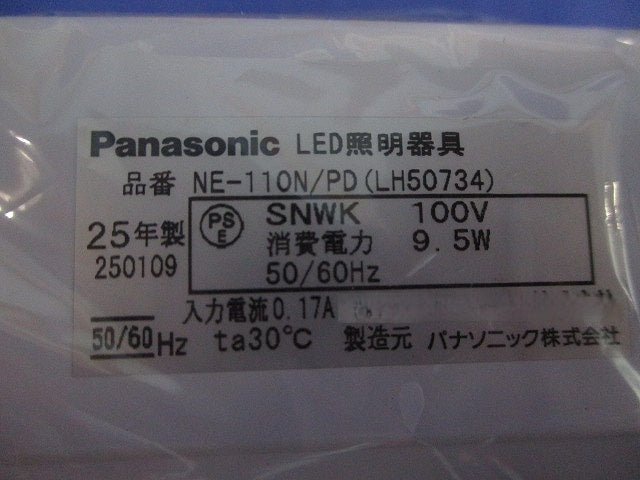 Panasonic LED照明器具
品番 NE-110N/PD(LH50734)
25年製
250109
PS
E
SNWK 100V
消費電力 9.5W
50/60Hz
入力電流0.17A
50/60Hz ta30℃ 製造元 パナソニック株式会社